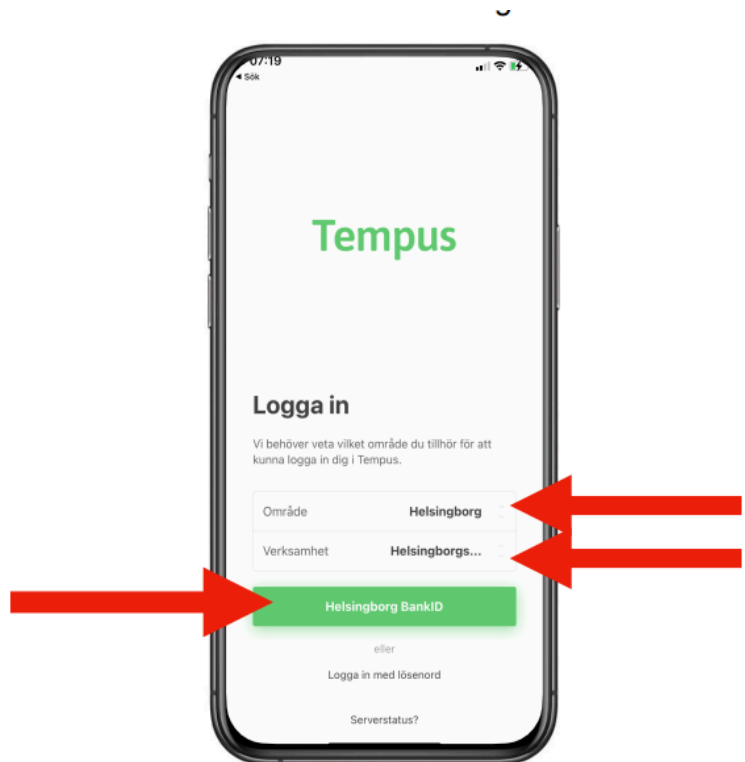 07:19
Sök
Tempus
Logga in
Vi behöver veta vilket område du tillhör för att
kunna logga in dig i Tempus.
Område Helsingborg
Verksamhet Helsingborgs...
Helsingborg BankID
eller
Logga in med lösenord
Serverstatus?